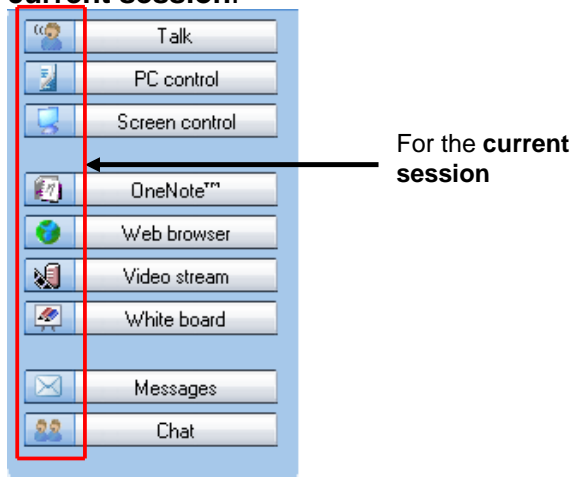 current session.
Talk
PC control
Screen control
For the current
session
OneNote™
Web browser
Video stream
White board
Messages
Chat